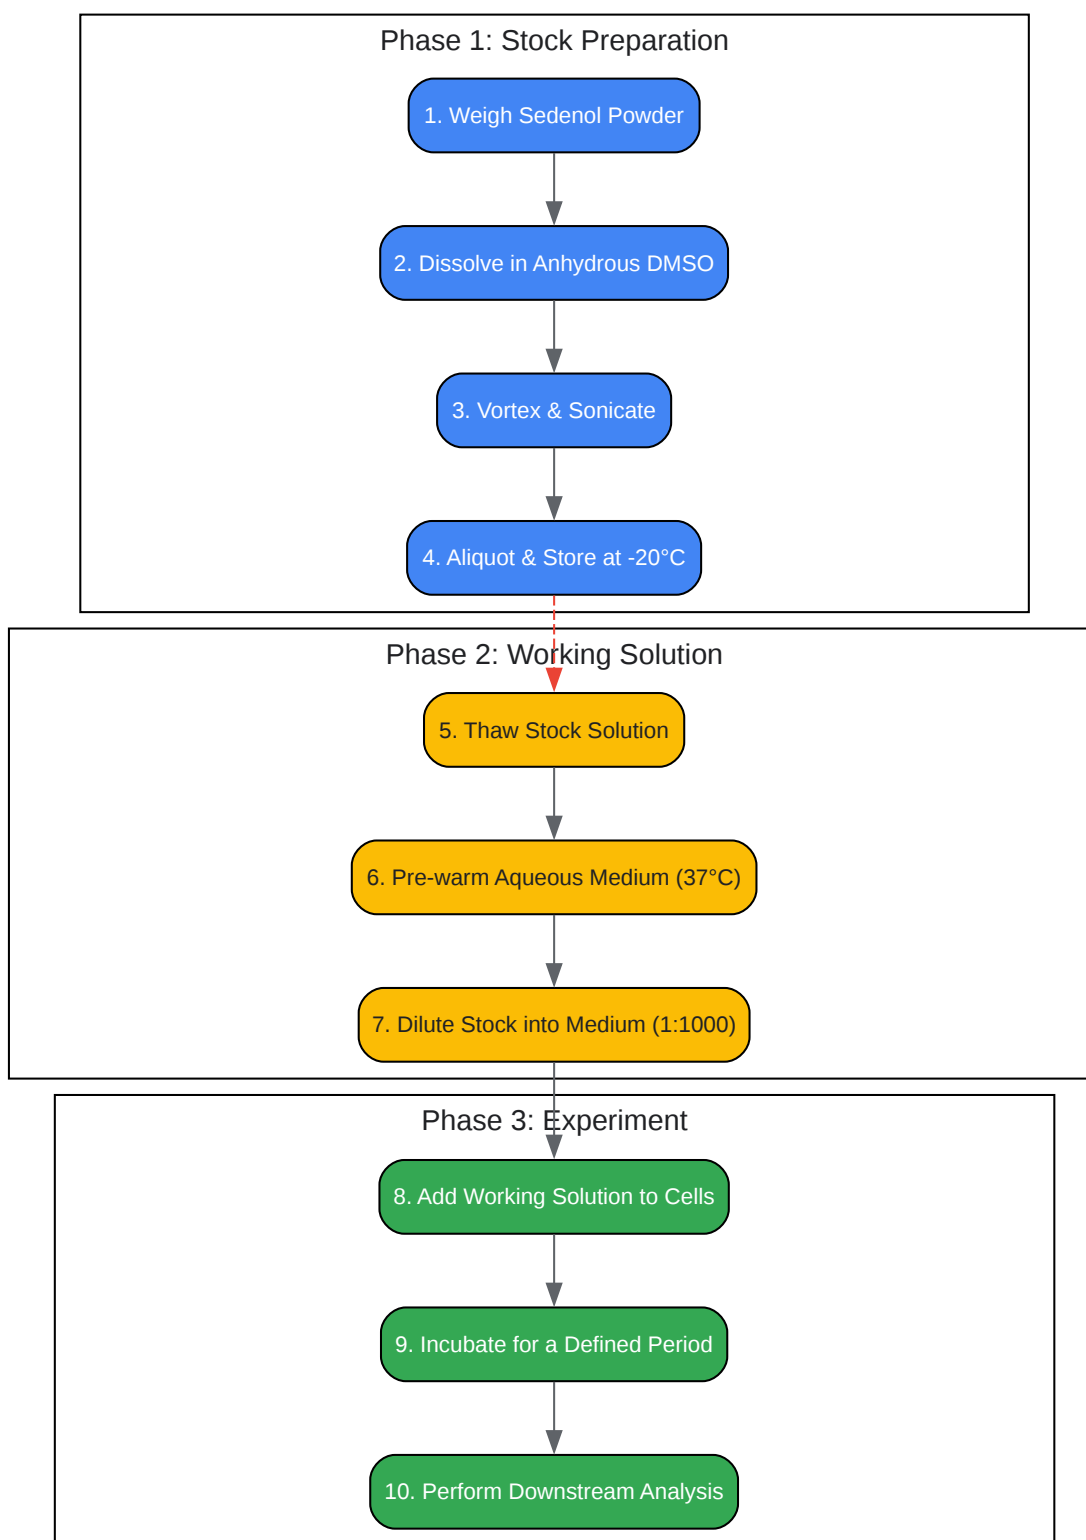 Phase 1: Stock Preparation
1. Weigh Sedenol Powder
2. Dissolve in Anhydrous DMSO
3. Vortex & Sonicate
4. Aliquot & Store at -20°C
Phase 2: Working Solution
5. Thaw Stock Solution
6. Pre-warm Aqueous Medium (37°C)
7. Dilute Stock into Medium (1:1000)
Phase 3: Experiment
8. Add Working Solution to Cells
9. Incubate for a Defined Period
10. Perform Downstream Analysis